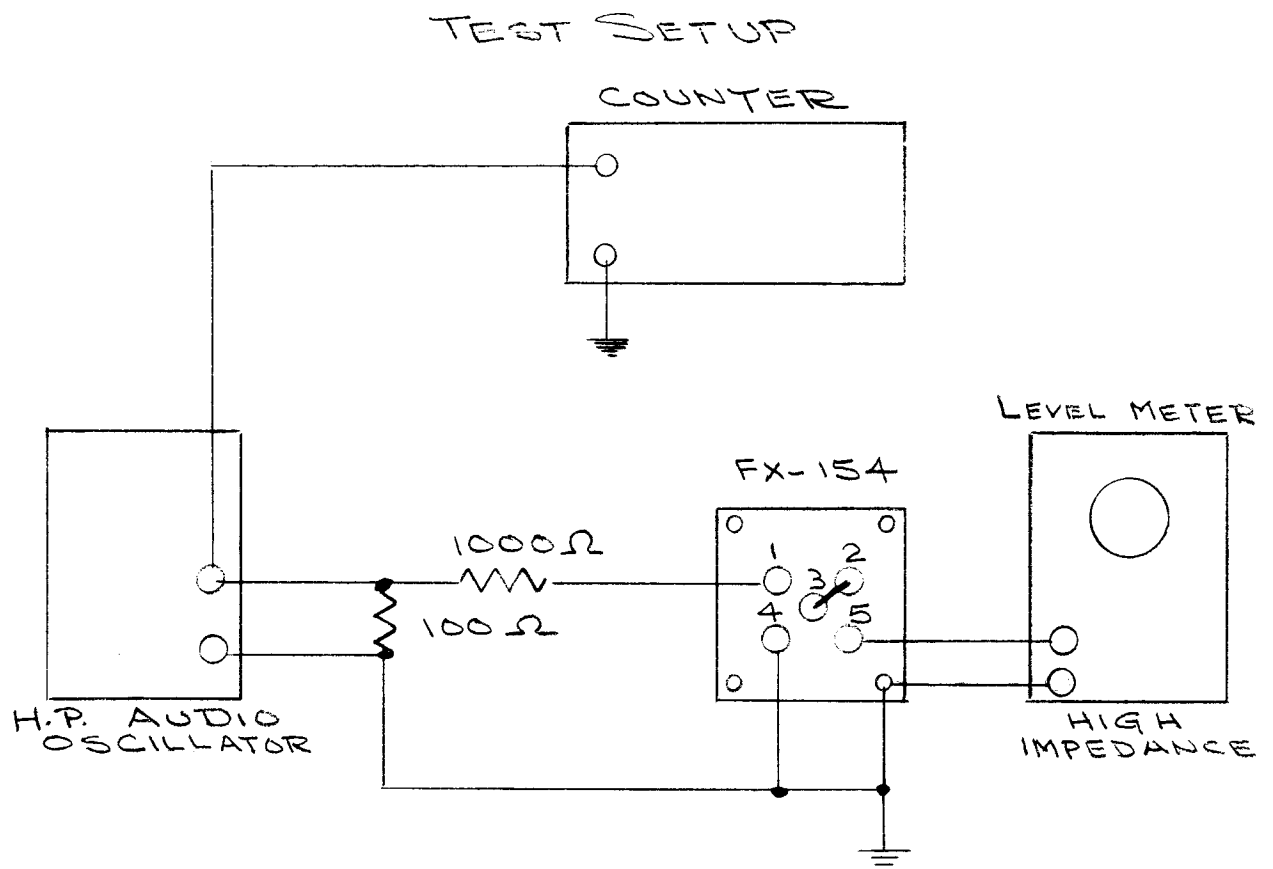 TEST SETUP
COUNTER
LEVEL METER
FX-154
1000Ω
1
2
3
4
5
100Ω
H.P. AUDIO
OSCILLATOR
HIGH
IMPEDANCE